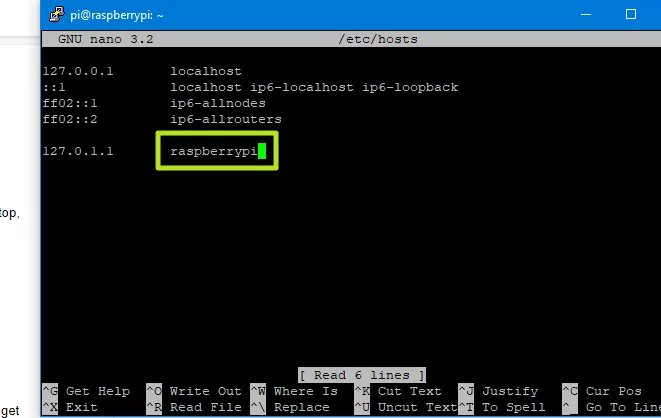 pi@raspberrypi: ~
GNU nano 3.2 /etc/hosts
127.0.0.1 localhost
::1 localhost ip6-localhost ip6-loopback
ff02::1 ip6-allnodes
ff02::2 ip6-allrouters
127.0.1.1 raspberrypi
top,
[ Read 6 lines ]
^G Get Help ^O Write Out ^W Where Is ^K Cut Text ^J Justify ^C Cur Pos
^X Exit ^R Read File ^\ Replace ^U Uncut Text ^T To Spell ^_ Go To Lin
get